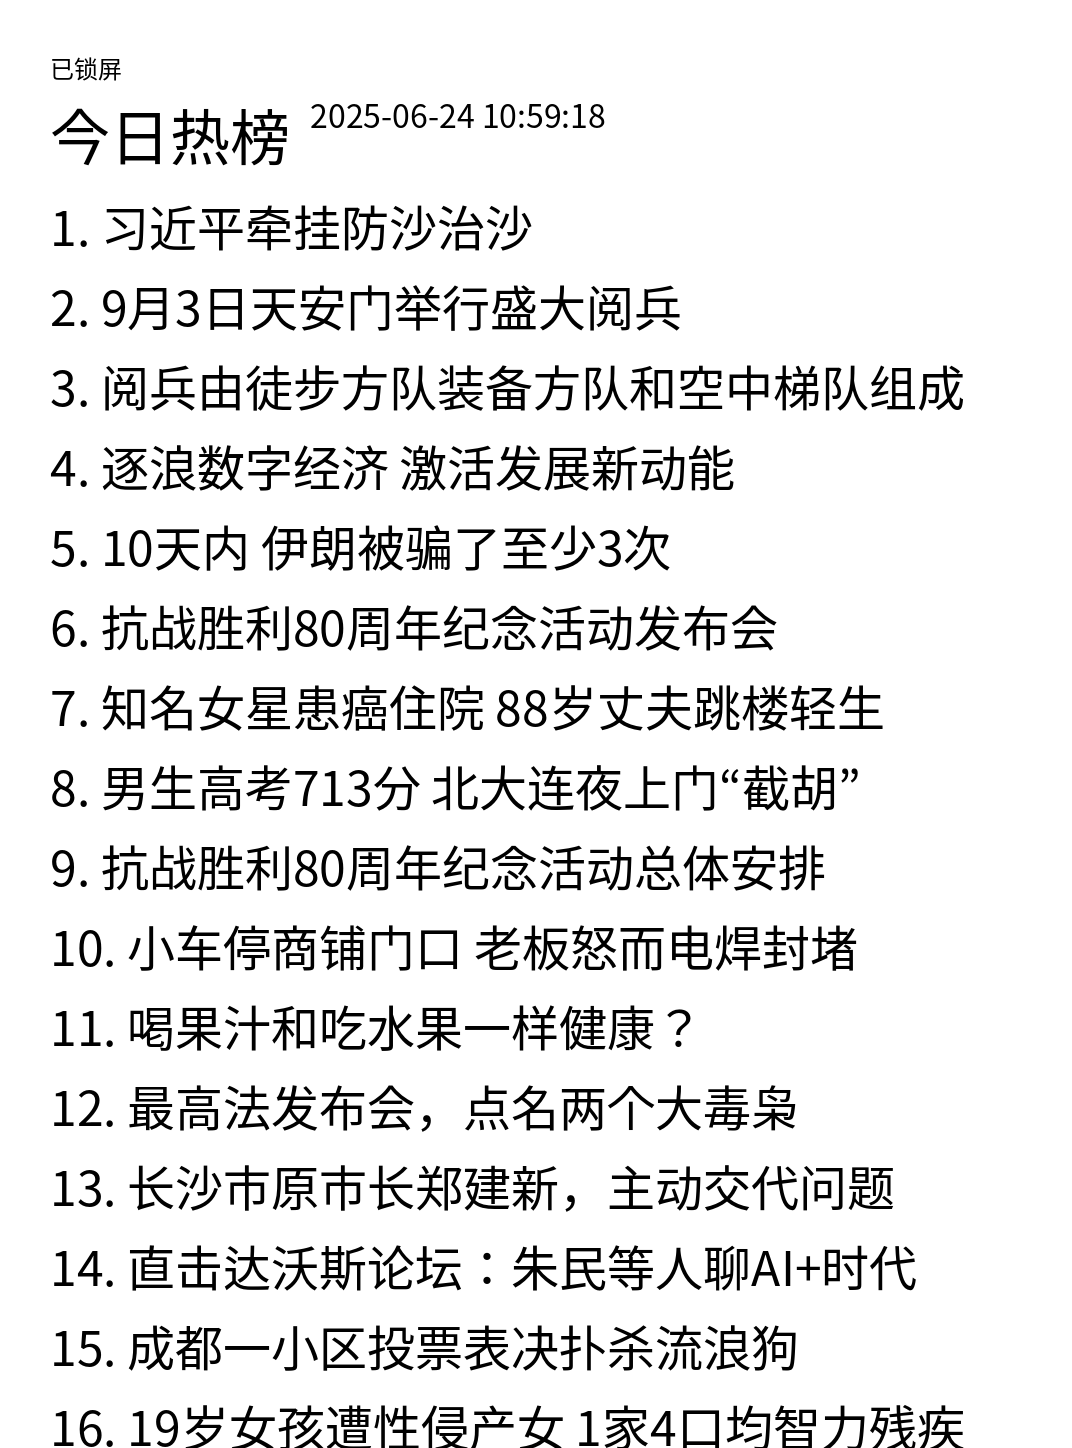 已锁屏
今日热榜 2025-06-24 10:59:18
1. 习近平牵挂防沙治沙
2. 9月3日天安门举行盛大阅兵
3. 阅兵由徒步方队装备方队和空中梯队组成
4. 逐浪数字经济 激活发展新动能
5. 10天内 伊朗被骗了至少3次
6. 抗战胜利80周年纪念活动发布会
7. 知名女星患癌住院 88岁丈夫跳楼轻生
8. 男生高考713分 北大连夜上门“截胡”
9. 抗战胜利80周年纪念活动总体安排
10. 小车停商铺门口 老板怒而电焊封堵
11. 喝果汁和吃水果一样健康？
12. 最高法发布会，点名两个大毒枭
13. 长沙市原市长郑建新，主动交代问题
14. 直击达沃斯论坛：朱民等人聊AI+时代
15. 成都一小区投票表决扑杀流浪狗
16. 19岁女孩遭性侵产女 1家4口均智力残疾